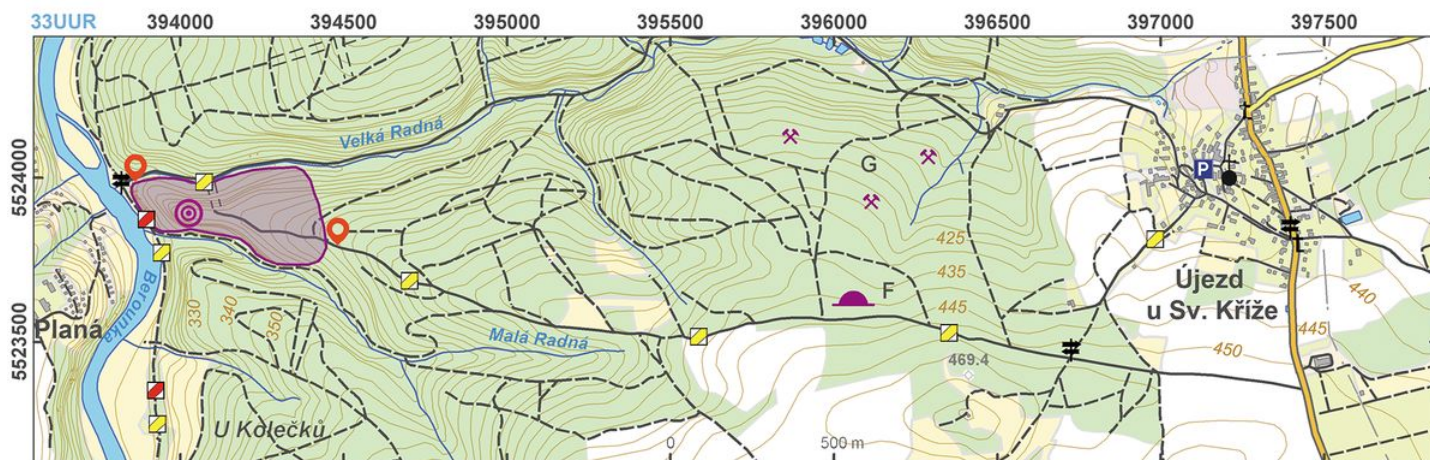 33UUR 394000 394500 395000 395500 396000 396500 397000 397500
5524000
5523500
Velká Radná
G
P
425
435
445
F
Újezd
u Sv. Kříže
440
445
450
330
340
350
Berounka
Planá
Malá Radná
469.4
U Kolečků
0 500 m